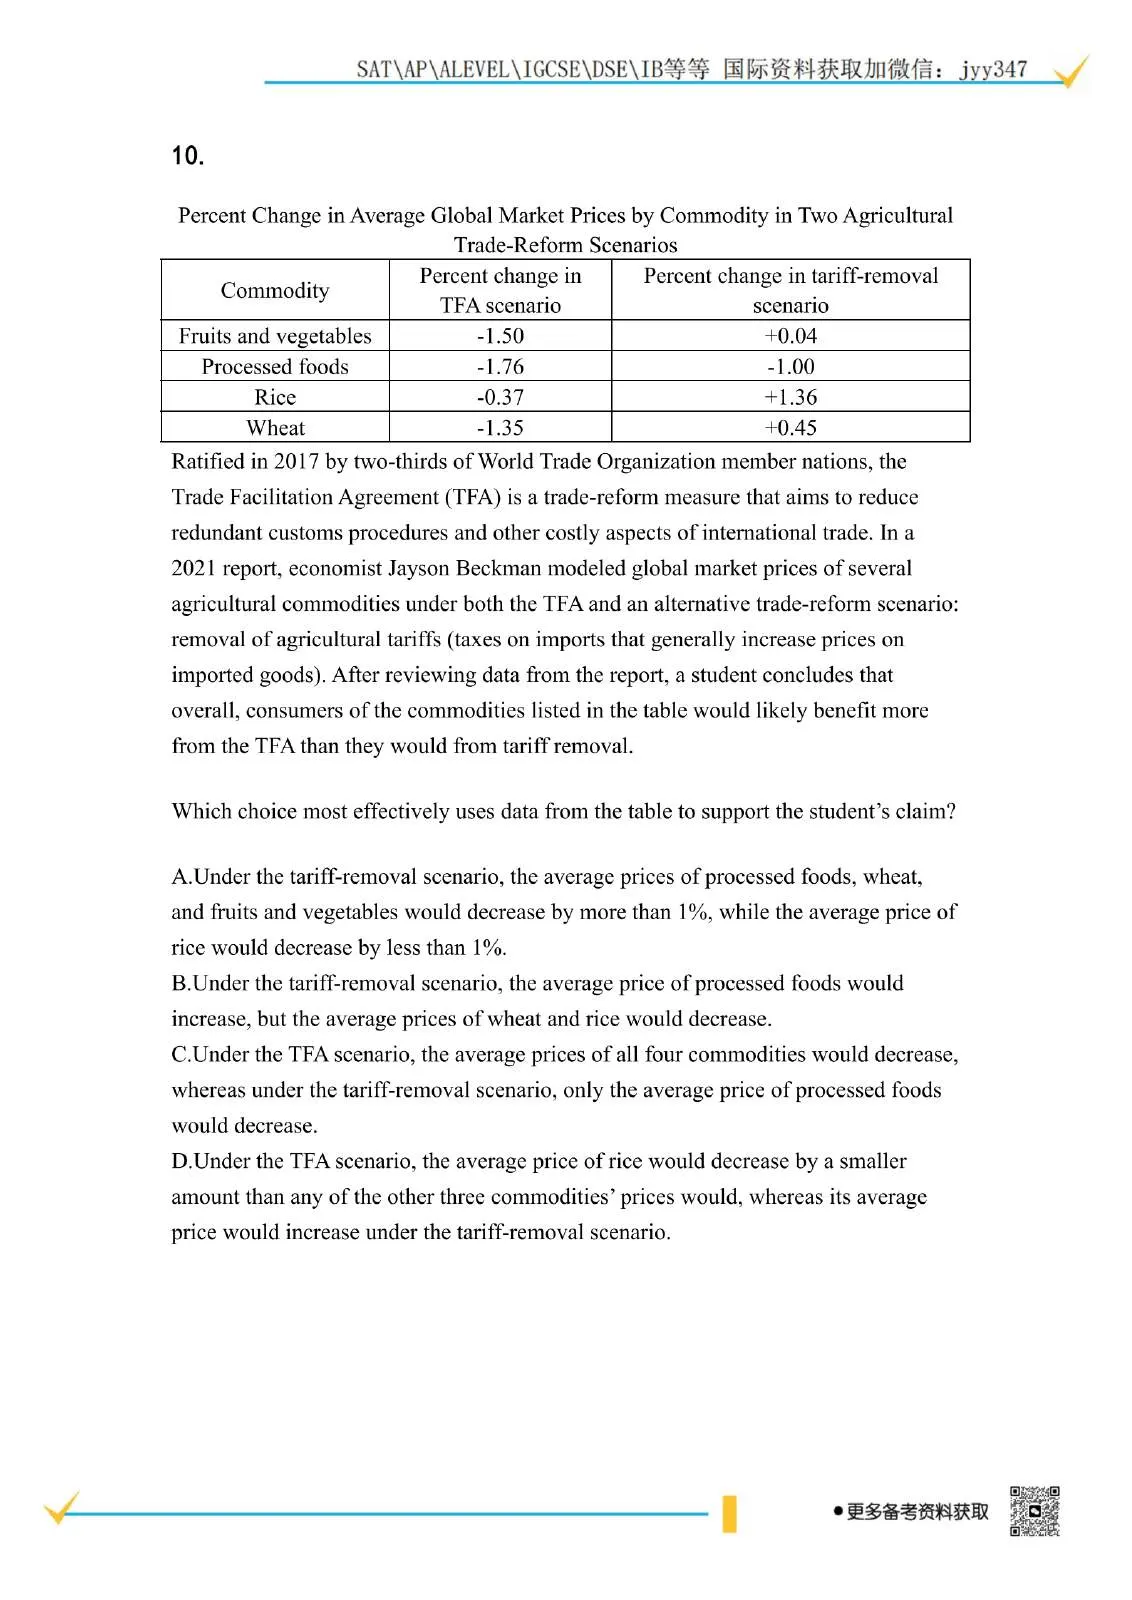 SAT\AP\ALEVEL\IGCSE\DSE\IB等等 国际资料获取加微信：jyy347
10.
Percent Change in Average Global Market Prices by Commodity in Two Agricultural
Trade-Reform Scenarios
Commodity | Percent change in TFA scenario | Percent change in tariff-removal scenario
Fruits and vegetables | -1.50 | +0.04
Processed foods | -1.76 | -1.00
Rice | -0.37 | +1.36
Wheat | -1.35 | +0.45
Ratified in 2017 by two-thirds of World Trade Organization member nations, the
Trade Facilitation Agreement (TFA) is a trade-reform measure that aims to reduce
redundant customs procedures and other costly aspects of international trade. In a
2021 report, economist Jayson Beckman modeled global market prices of several
agricultural commodities under both the TFA and an alternative trade-reform scenario:
removal of agricultural tariffs (taxes on imports that generally increase prices on
imported goods). After reviewing data from the report, a student concludes that
overall, consumers of the commodities listed in the table would likely benefit more
from the TFA than they would from tariff removal.
Which choice most effectively uses data from the table to support the student’s claim?
A.Under the tariff-removal scenario, the average prices of processed foods, wheat,
and fruits and vegetables would decrease by more than 1%, while the average price of
rice would decrease by less than 1%.
B.Under the tariff-removal scenario, the average price of processed foods would
increase, but the average prices of wheat and rice would decrease.
C.Under the TFA scenario, the average prices of all four commodities would decrease,
whereas under the tariff-removal scenario, only the average price of processed foods
would decrease.
D.Under the TFA scenario, the average price of rice would decrease by a smaller
amount than any of the other three commodities’ prices would, whereas its average
price would increase under the tariff-removal scenario.
●更多备考资料获取